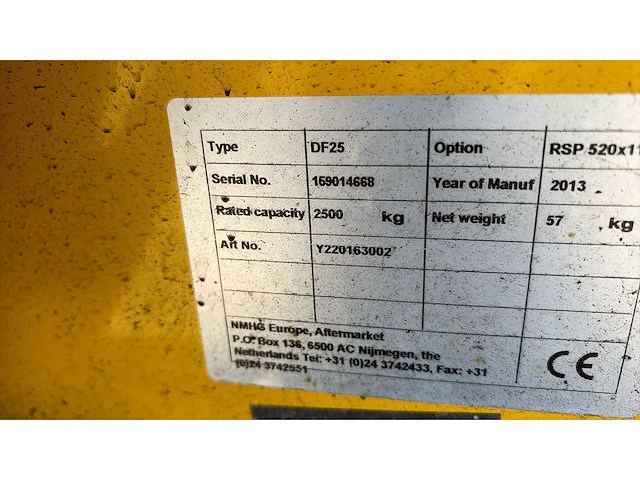 Type DF25 Option RSP 520x11
Serial No. 159014668 Year of Manuf 2013
Rated capacity 2500 kg Net weight 57 kg
Art No. Y220163002
NMHG Europe, Aftermarket
P.O. Box 136, 6500 AC Nijmegen, the
Netherlands Tel: +31 (0)24 3742433, Fax: +31
(0)24 3742551
CE